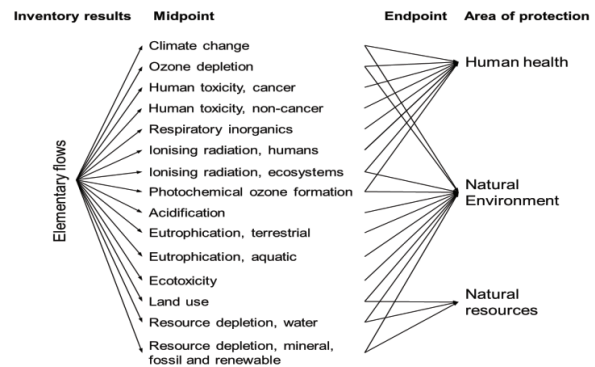 Inventory results Midpoint Endpoint Area of protection
Elementary flows
Climate change
Ozone depletion
Human toxicity, cancer
Human toxicity, non-cancer
Respiratory inorganics
Ionising radiation, humans
Ionising radiation, ecosystems
Photochemical ozone formation
Acidification
Eutrophication, terrestrial
Eutrophication, aquatic
Ecotoxicity
Land use
Resource depletion, water
Resource depletion, mineral,
fossil and renewable
Human health
Natural
Environment
Natural
resources